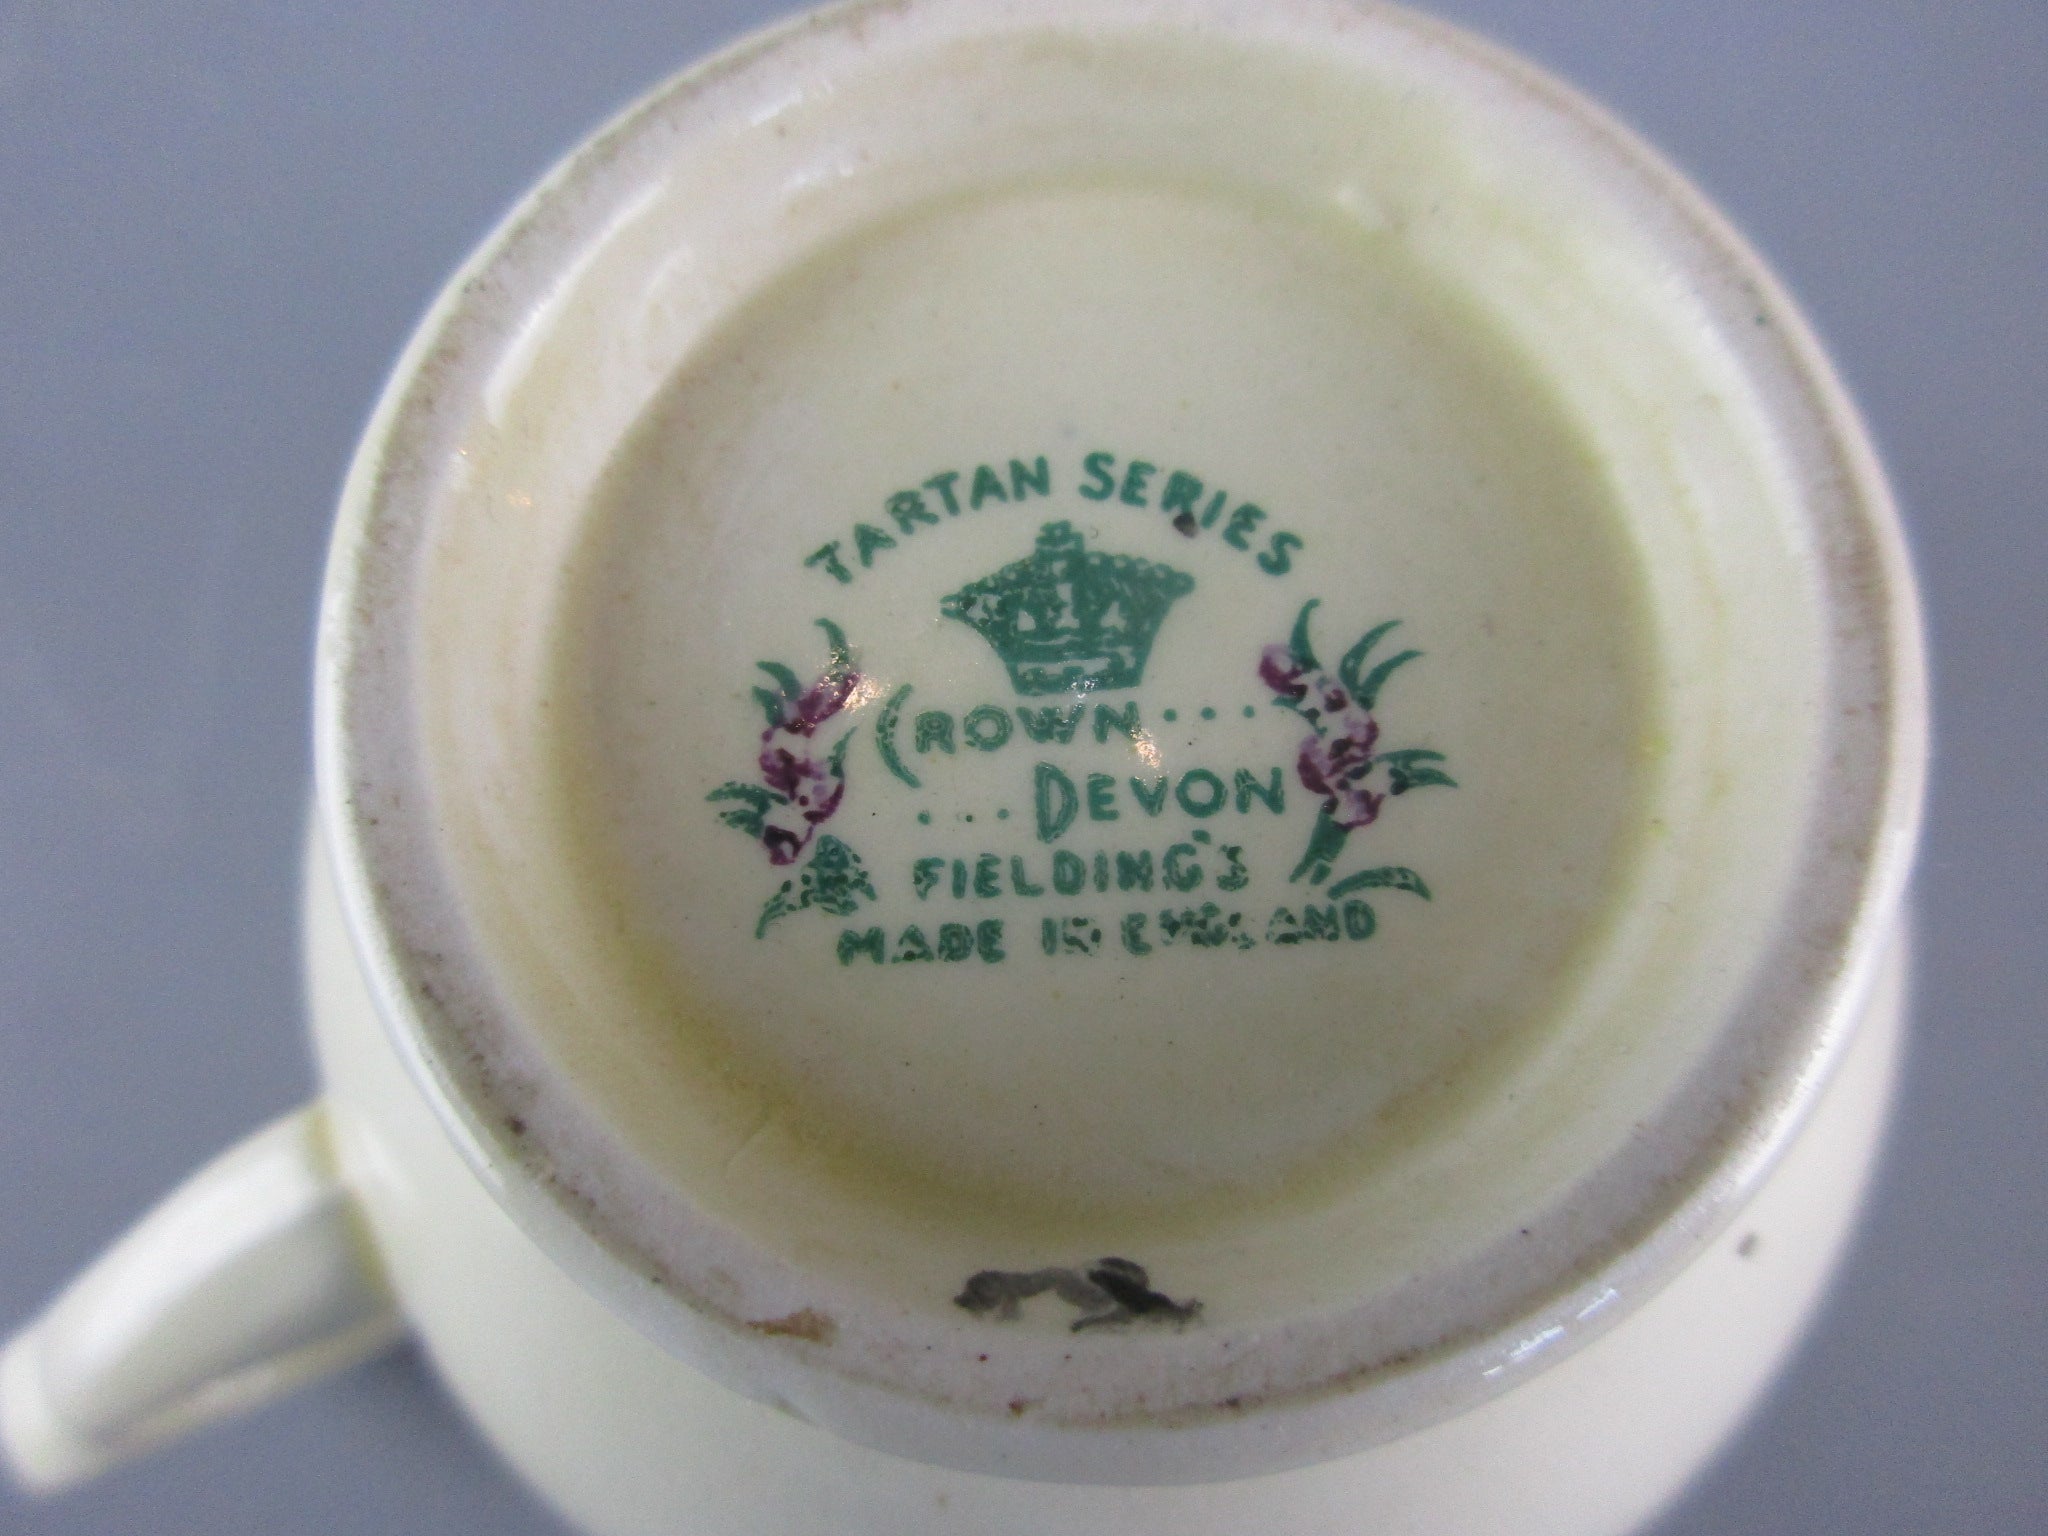 TARTAN SERIES
CROWN...
...DEVON
FIELDING'S
MADE IN ENGLAND